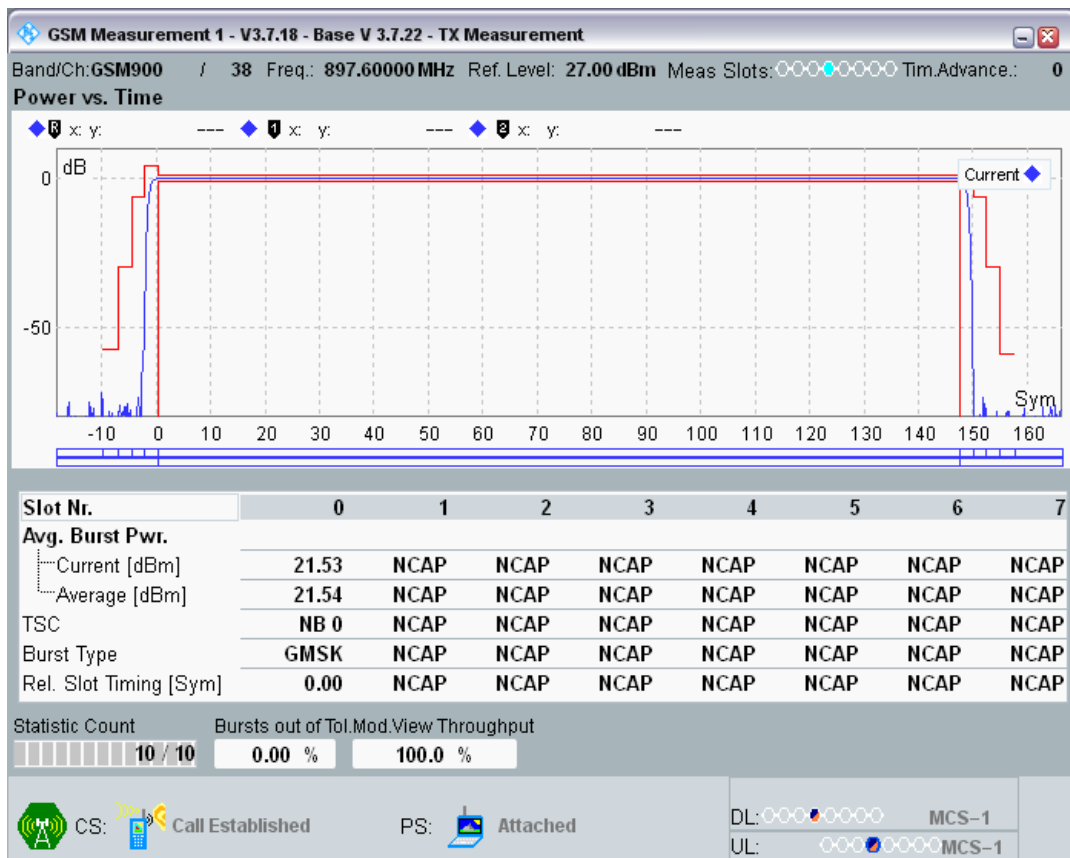 GSM Measurement 1 - V3.7.18 - Base V 3.7.22 - TX Measurement
Band/Ch:GSM900 / 38 Freq.: 897.60000 MHz Ref. Level: 27.00 dBm Meas Slots: Tim.Advance.: 0
Power vs. Time
R x: y: --- 1 x: y: --- 2 x: y: ---
dB
Current
0
-50
Sym
-10 0 10 20 30 40 50 60 70 80 90 100 110 120 130 140 150 160
Slot Nr. 0 1 2 3 4 5 6 7
Avg. Burst Pwr.
Current [dBm] 21.53 NCAP NCAP NCAP NCAP NCAP NCAP NCAP
Average [dBm] 21.54 NCAP NCAP NCAP NCAP NCAP NCAP NCAP
TSC NB 0 NCAP NCAP NCAP NCAP NCAP NCAP NCAP
Burst Type GMSK NCAP NCAP NCAP NCAP NCAP NCAP NCAP
Rel. Slot Timing [Sym] 0.00 NCAP NCAP NCAP NCAP NCAP NCAP NCAP
Statistic Count Bursts out of Tol.Mod.View Throughput
10 / 10 0.00 % 100.0 %
CS: Call Established PS: Attached
DL: MCS-1
UL: MCS-1